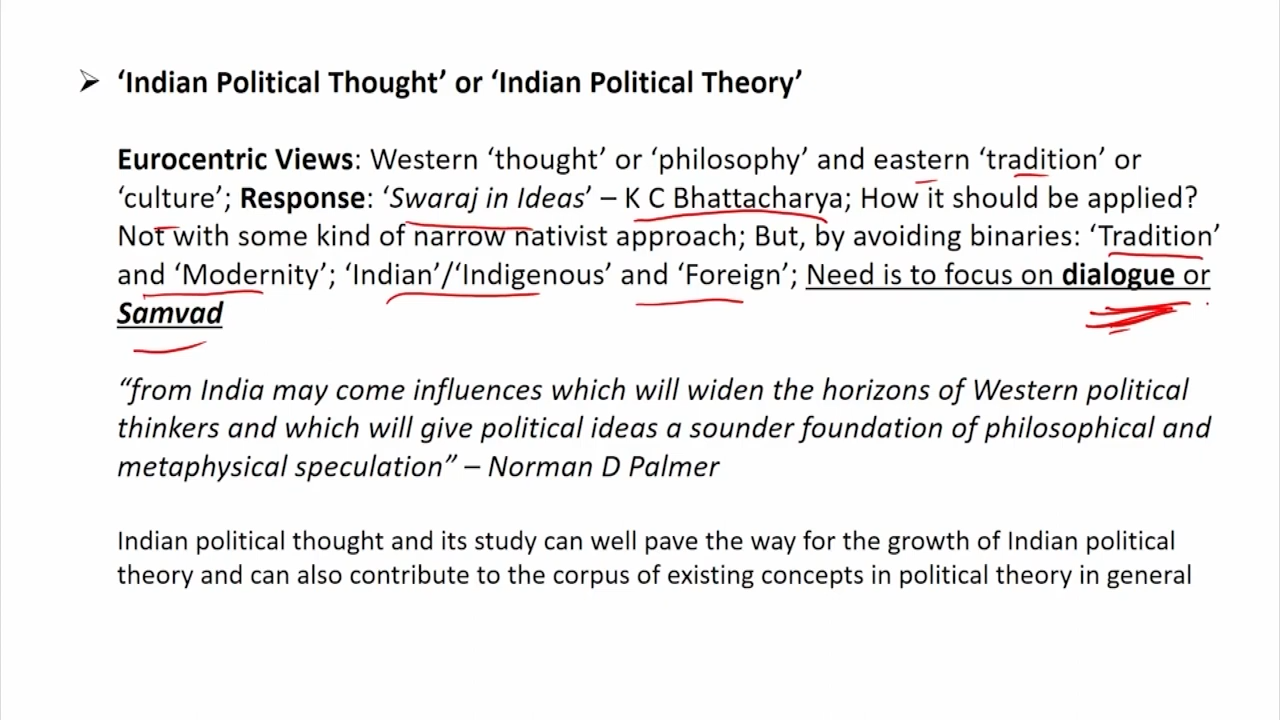 ‘Indian Political Thought’ or ‘Indian Political Theory’
Eurocentric Views: Western ‘thought’ or ‘philosophy’ and eastern ‘tradition’ or
‘culture’; Response: ‘Swaraj in Ideas’ – K C Bhattacharya; How it should be applied?
Not with some kind of narrow nativist approach; But, by avoiding binaries: ‘Tradition’
and ‘Modernity’; ‘Indian’/‘Indigenous’ and ‘Foreign’; Need is to focus on dialogue or
Samvad
“from India may come influences which will widen the horizons of Western political
thinkers and which will give political ideas a sounder foundation of philosophical and
metaphysical speculation” – Norman D Palmer
Indian political thought and its study can well pave the way for the growth of Indian political
theory and can also contribute to the corpus of existing concepts in political theory in general